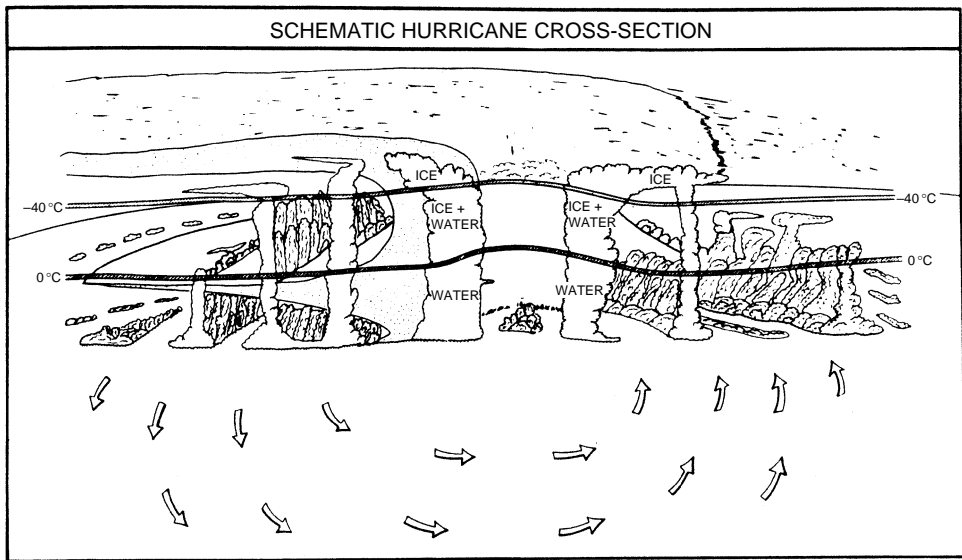 SCHEMATIC HURRICANE CROSS-SECTION
ICE
ICE
–40 °C
–40 °C
ICE +
WATER
ICE +
WATER
0 °C
0 °C
WATER
WATER